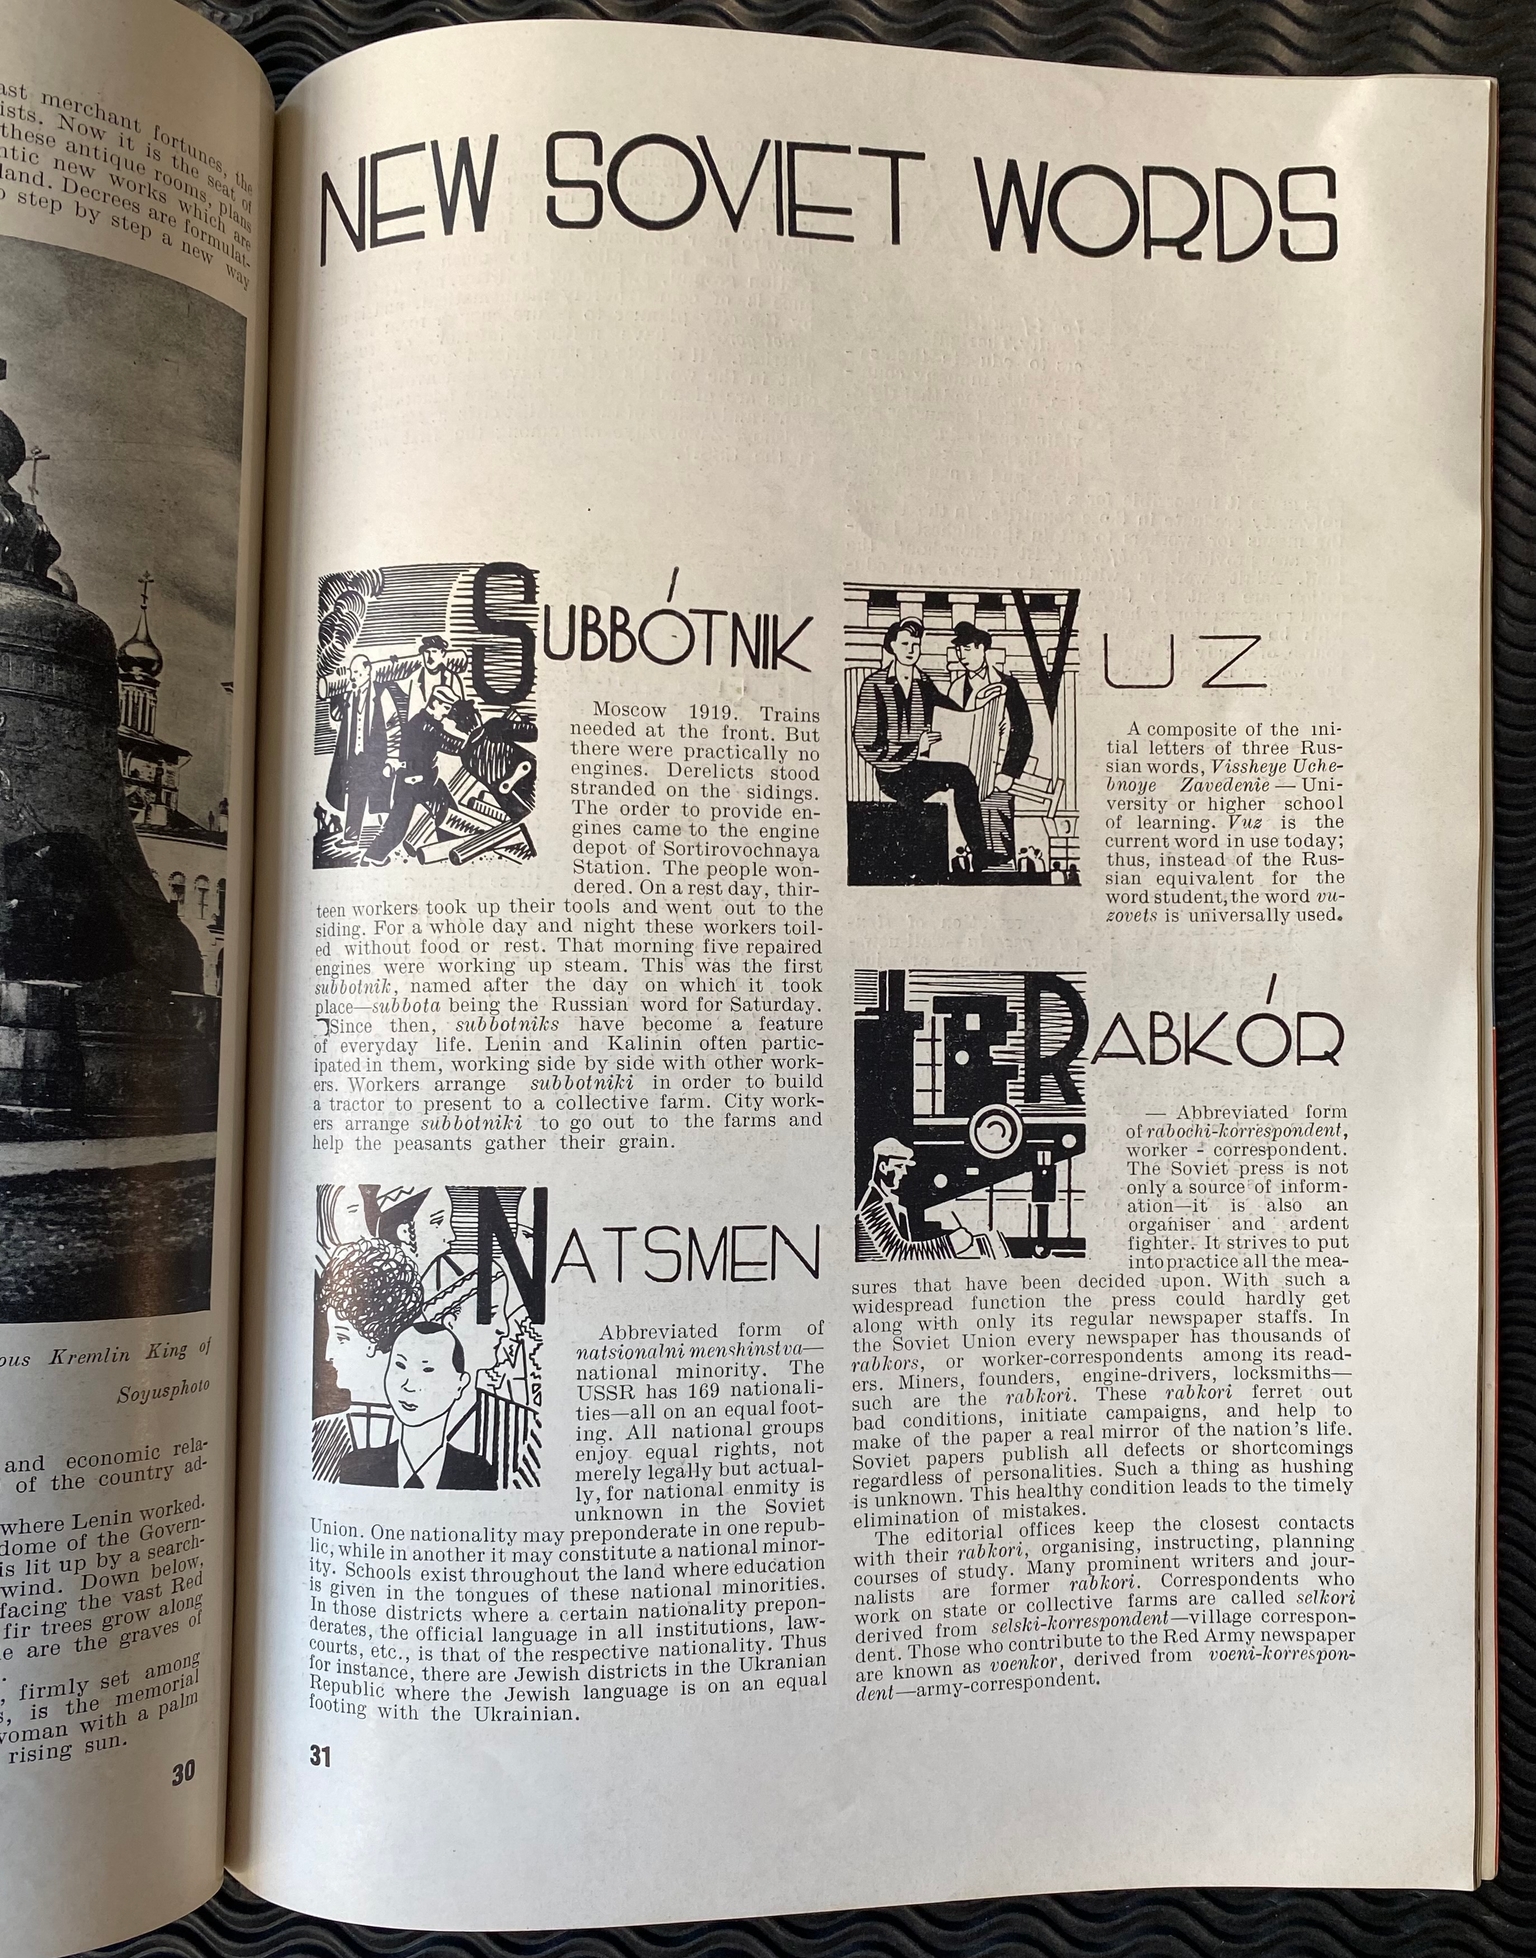 ast merchant fortunes, the
ists. Now it is the seat of
these antique rooms, plans
ntic new works which are
land. Decrees are formulat-
o step by step a new way
ous Kremlin King of
Soyusphoto
and economic rela-
of the country ad-
where Lenin worked.
dome of the Govern-
is lit up by a search-
wind. Down below,
facing the vast Red
fir trees grow along
e are the graves of
, firmly set among
s, is the memorial
woman with a palm
rising sun.
30
NEW SOVIET WORDS
SUBBÓTNIK
Moscow 1919. Trains
needed at the front. But
there were practically no
engines. Derelicts stood
stranded on the sidings.
The order to provide en-
gines came to the engine
depot of Sortirovochnaya
Station. The people won-
dered. On a rest day, thir-
teen workers took up their tools and went out to the
siding. For a whole day and night these workers toil-
ed without food or rest. That morning five repaired
engines were working up steam. This was the first
subbotnik, named after the day on which it took
place—subbota being the Russian word for Saturday.
Since then, subbotniks have become a feature
of everyday life. Lenin and Kalinin often partic-
ipated in them, working side by side with other work-
ers. Workers arrange subbotniki in order to build
a tractor to present to a collective farm. City work-
ers arrange subbotniki to go out to the farms and
help the peasants gather their grain.
NATSMEN
Abbreviated form of
natsionalni menshinstva—
national minority. The
USSR has 169 nationali-
ties—all on an equal foot-
ing. All national groups
enjoy equal rights, not
merely legally but actual-
ly, for national enmity is
unknown in the Soviet
Union. One nationality may preponderate in one repub-
lic, while in another it may constitute a national minor-
ity. Schools exist throughout the land where education
is given in the tongues of these national minorities.
In those districts where a certain nationality prepon-
derates, the official language in all institutions, law-
courts, etc., is that of the respective nationality. Thus
for instance, there are Jewish districts in the Ukranian
Republic where the Jewish language is on an equal
footing with the Ukrainian.
31
VUZ
A composite of the ini-
tial letters of three Rus-
sian words, Vissheye Uche-
bnoye Zavedenie — Uni-
versity or higher school
of learning. Vuz is the
current word in use today;
thus, instead of the Rus-
sian equivalent for the
word student, the word vu-
zovets is universally used.
RABKÓR
— Abbreviated form
of rabochi-korrespondent,
worker - correspondent.
The Soviet press is not
only a source of inform-
ation—it is also an
organiser and ardent
fighter. It strives to put
into practice all the mea-
sures that have been decided upon. With such a
widespread function the press could hardly get
along with only its regular newspaper staffs. In
the Soviet Union every newspaper has thousands of
rabkors, or worker-correspondents among its read-
ers. Miners, founders, engine-drivers, locksmiths—
such are the rabkori. These rabkori ferret out
bad conditions, initiate campaigns, and help to
make of the paper a real mirror of the nation's life.
Soviet papers publish all defects or shortcomings
regardless of personalities. Such a thing as hushing
is unknown. This healthy condition leads to the timely
elimination of mistakes.
The editorial offices keep the closest contacts
with their rabkori, organising, instructing, planning
courses of study. Many prominent writers and jour-
nalists are former rabkori. Correspondents who
work on state or collective farms are called selkori
derived from selski-korrespondent—village correspon-
dent. Those who contribute to the Red Army newspaper
are known as voenkor, derived from voeni-korrespon-
dent—army-correspondent.